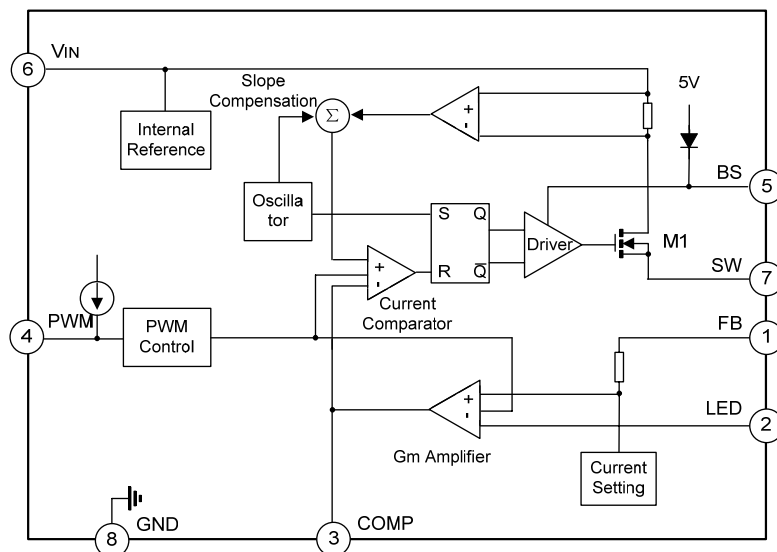 6
VIN
Slope
Compensation
Σ
+
-
5V
Internal
Reference
BS
5
Oscilla
tor
S
Q
R
Q̅
Driver
M1
SW
7
+
-
Current
Comparator
4
PWM
PWM
Control
FB
1
+
-
LED
2
Gm Amplifier
Current
Setting
8
GND
3
COMP